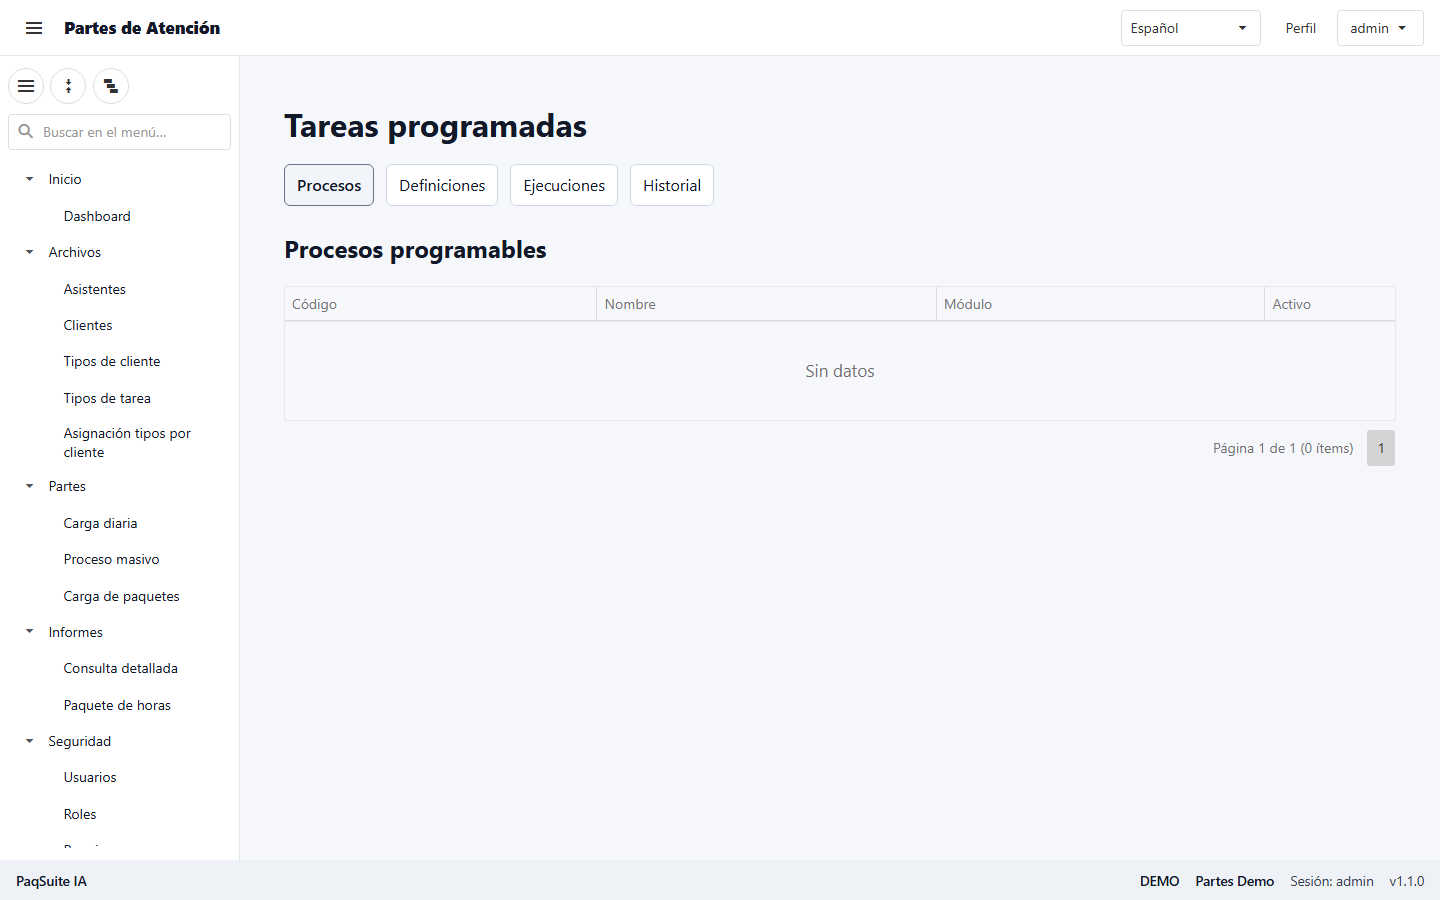 Partes de Atención
Español
Perfil
admin
Buscar en el menú...
Inicio
Dashboard
Archivos
Asistentes
Clientes
Tipos de cliente
Tipos de tarea
Asignación tipos por
cliente
Partes
Carga diaria
Proceso masivo
Carga de paquetes
Informes
Consulta detallada
Paquete de horas
Seguridad
Usuarios
Roles
Tareas programadas
Procesos
Definiciones
Ejecuciones
Historial
Procesos programables
Código
Nombre
Módulo
Activo
Sin datos
Página 1 de 1 (0 ítems)
1
PaqSuite IA
DEMO
Partes Demo
Sesión: admin
v1.1.0